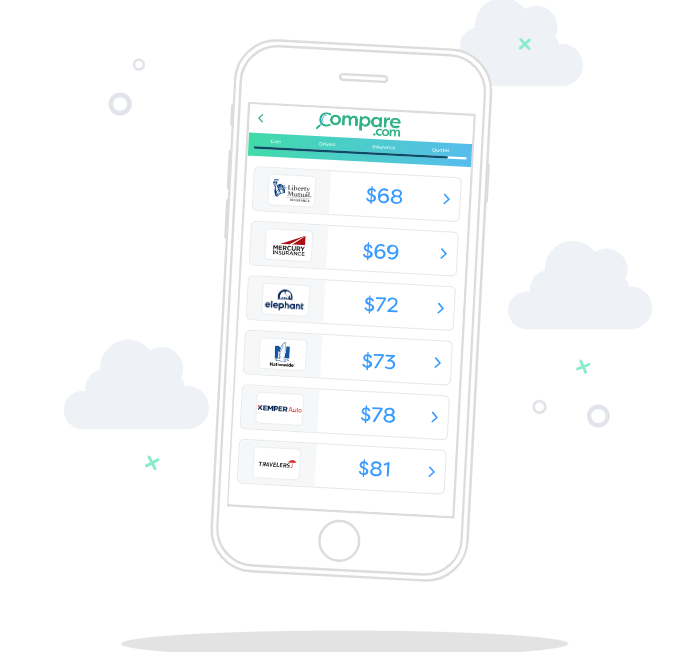 Compare
.com
Cars Drivers Insurance Quotes
Liberty
Mutual.
INSURANCE
$68
MERCURY
INSURANCE
$69
elephant
$72
Nationwide
$73
KEMPER Auto
$78
TRAVELERS
$81